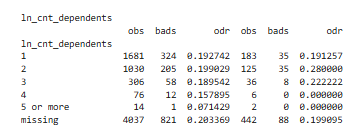 ln_cnt_dependents
obs bads odr obs bads odr
ln_cnt_dependents
1 1681 324 0.192742 183 35 0.191257
2 1030 205 0.199029 125 35 0.280000
3 306 58 0.189542 36 8 0.222222
4 76 12 0.157895 6 0 0.000000
5 or more 14 1 0.071429 2 0 0.000000
missing 4037 821 0.203369 442 88 0.199095